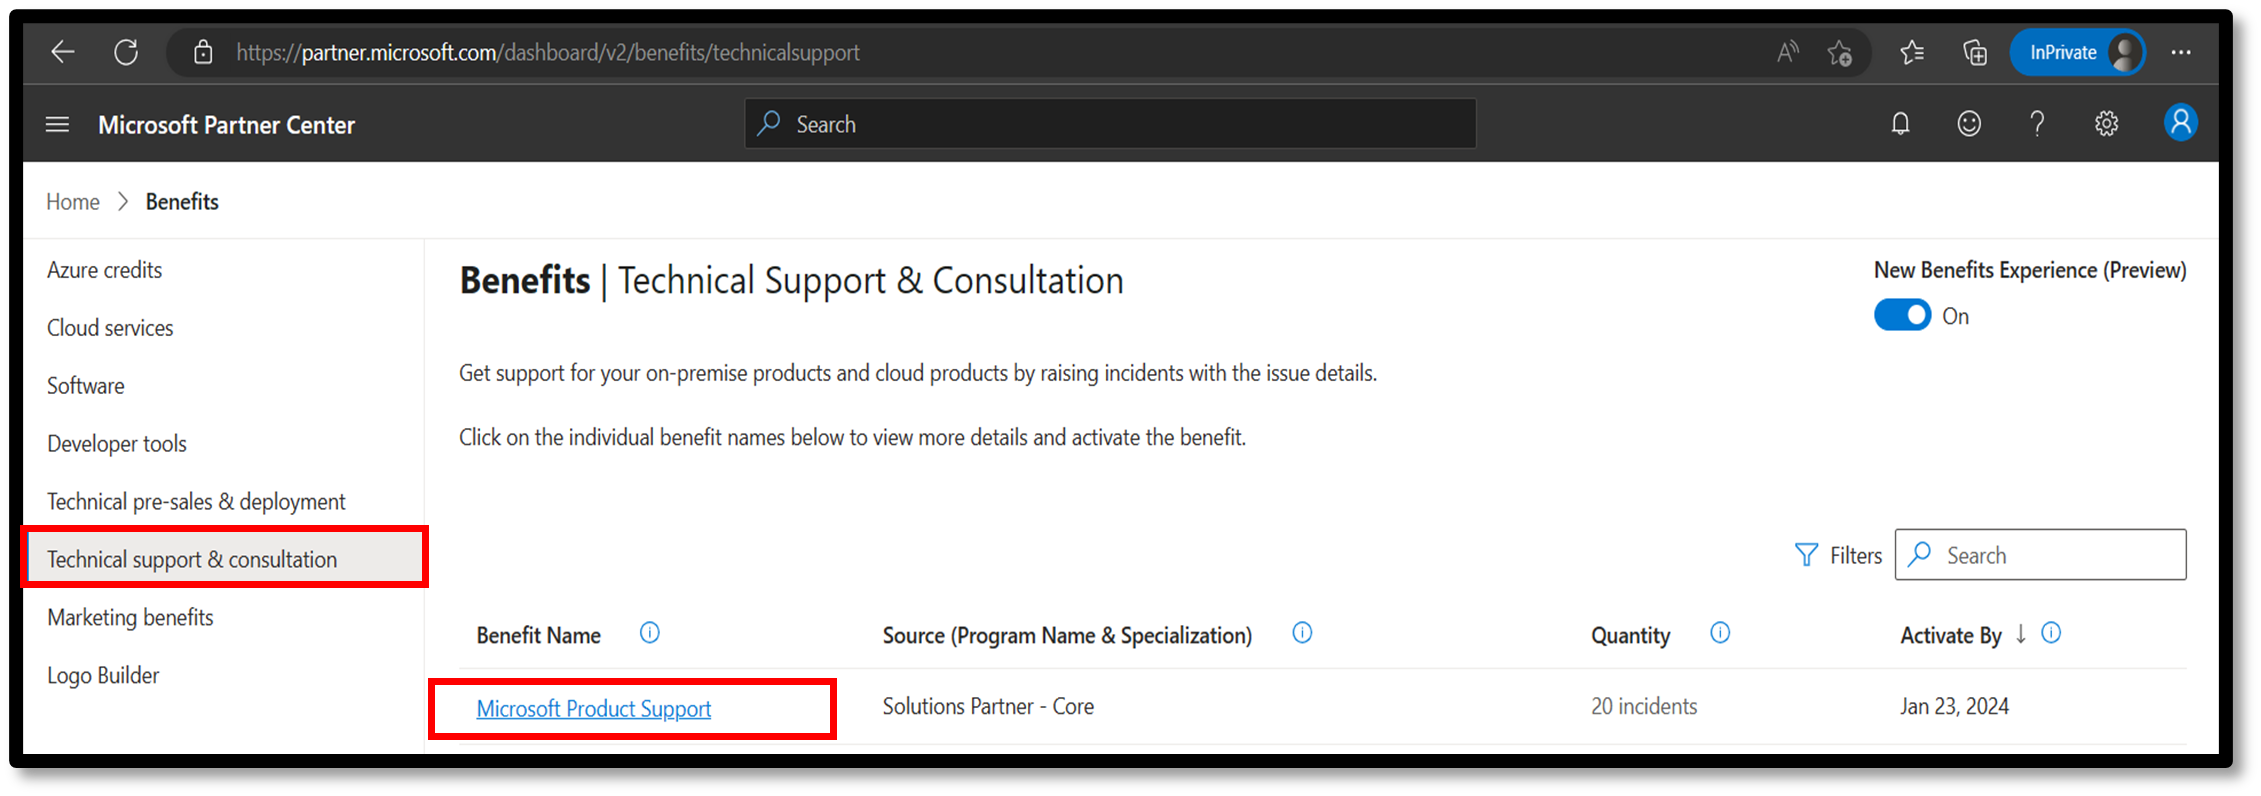 https://partner.microsoft.com/dashboard/v2/benefits/technicalsupport
InPrivate
Microsoft Partner Center
Search
Home > Benefits
Azure credits
Cloud services
Software
Developer tools
Technical pre-sales & deployment
Technical support & consultation
Marketing benefits
Logo Builder
Benefits | Technical Support & Consultation
New Benefits Experience (Preview)
On
Get support for your on-premise products and cloud products by raising incidents with the issue details.
Click on the individual benefit names below to view more details and activate the benefit.
Filters
Search
Benefit Name Source (Program Name & Specialization) Quantity Activate By ↓
Microsoft Product Support Solutions Partner - Core 20 incidents Jan 23, 2024